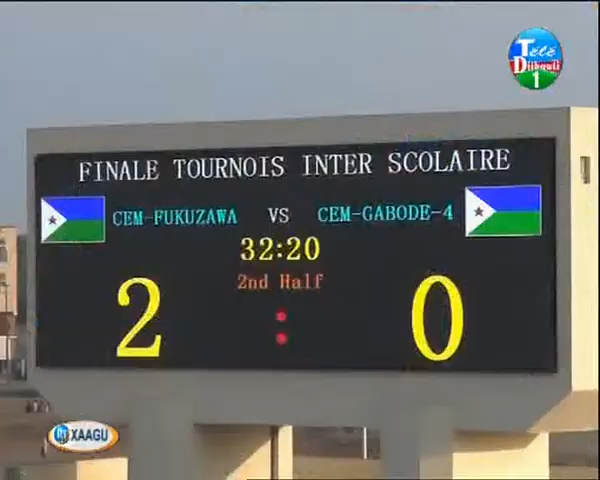 Télé
Djibouti
1
FINALE TOURNOIS INTER SCOLAIRE
CEM-FUKUZAWA VS CEM-GABODE-4
32:20
2nd Half
2 : 0
XAAGU